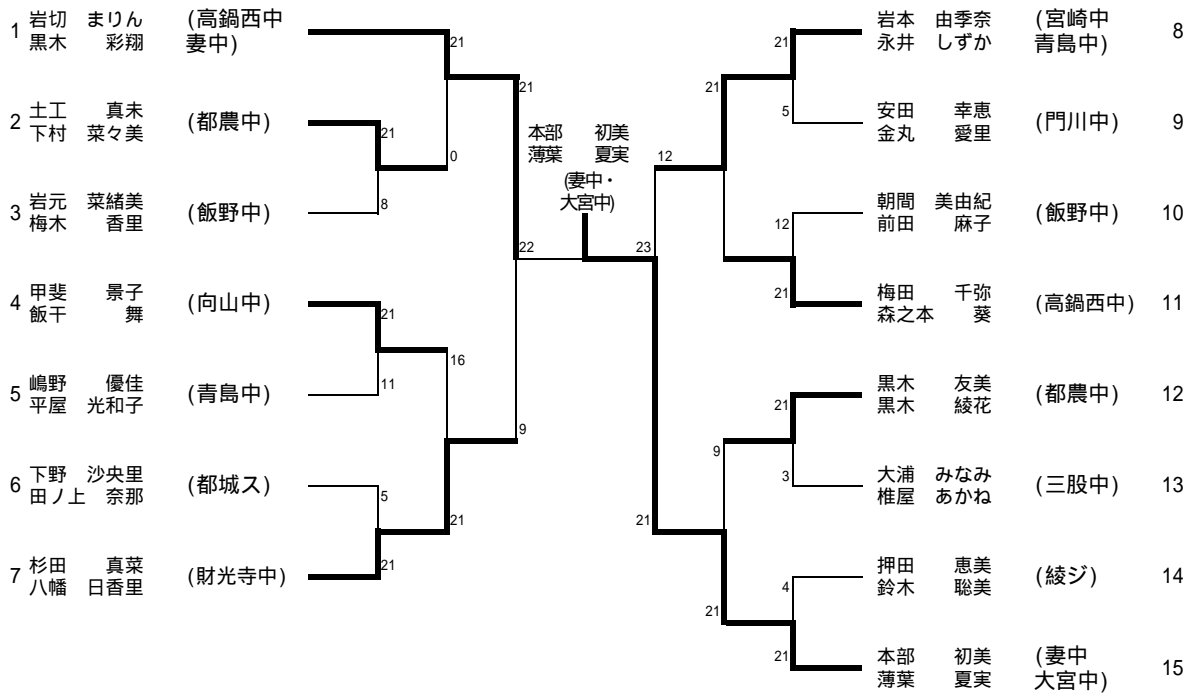 1 岩切 まりん (高鍋西中
黒木 彩翔 妻中)
21
2 土工 真未 (都農中)
下村 菜々美
21
0
3 岩元 菜緒美 (飯野中)
梅木 香里
8
21
4 甲斐 景子 (向山中)
飯干 舞
21
16
5 嶋野 優佳 (青島中)
平屋 光和子
11
9
6 下野 沙央里 (都城ス)
田ノ上 奈那
5
21
7 杉田 真菜 (財光寺中)
八幡 日香里
21
22
本部 初美
薄葉 夏実
(妻中・
大宮中)
23
12
21
岩本 由季奈 (宮崎中 8
永井 しずか 青島中)
21
21
安田 幸恵 (門川中) 9
金丸 愛里
5
朝間 美由紀 (飯野中) 10
前田 麻子
12
梅田 千弥 (高鍋西中) 11
森之本 葵
21
黒木 友美 (都農中) 12
黒木 綾花
21
9
大浦 みなみ (三股中) 13
椎屋 あかね
3
押田 恵美 (綾ジ) 14
鈴木 聡美
4
21
本部 初美 (妻中 15
薄葉 夏実 大宮中)
21